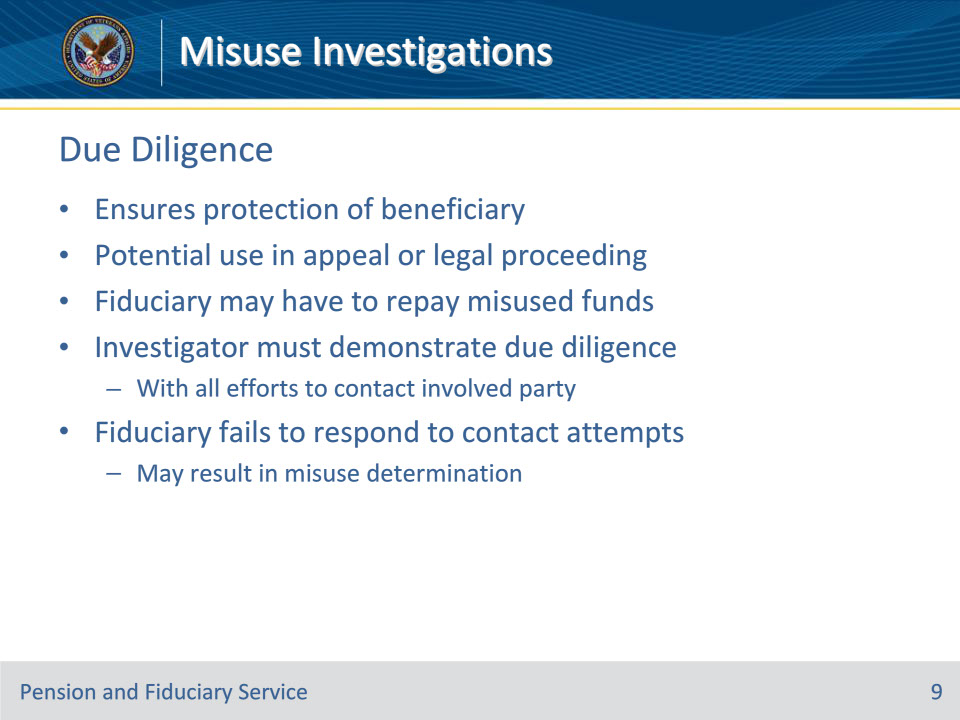 Misuse Investigations
Due Diligence
• Ensures protection of beneficiary
• Potential use in appeal or legal proceeding
• Fiduciary may have to repay misused funds
• Investigator must demonstrate due diligence
– With all efforts to contact involved party
• Fiduciary fails to respond to contact attempts
– May result in misuse determination
Pension and Fiduciary Service
9